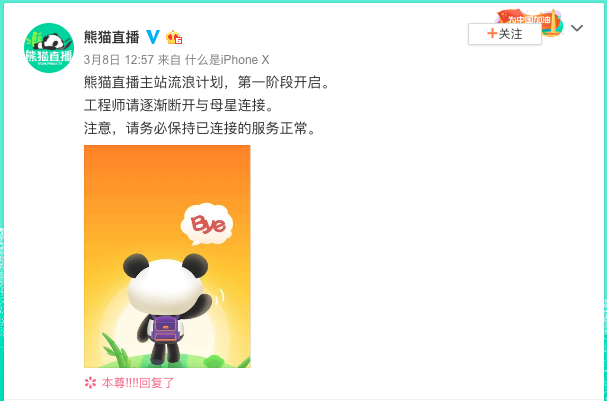 为中国加油
熊猫直播
熊猫直播
+关注
3月8日 12:57 来自 什么是iPhone X
熊猫直播主站流浪计划，第一阶段开启。
工程师请逐渐断开与母星连接。
注意，请务必保持已连接的服务正常。
Bye
本尊!!!!回复了